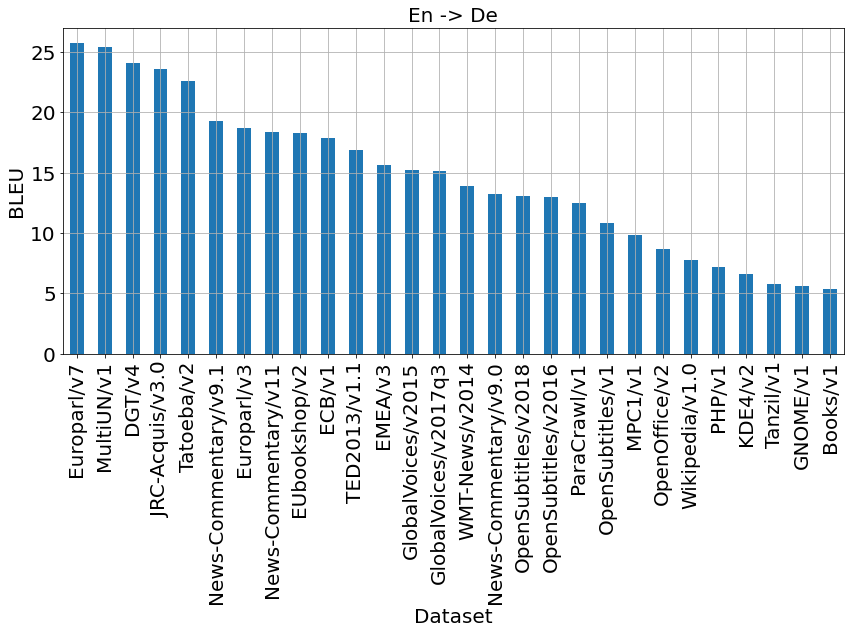 En -> De
BLEU
25
20
15
10
5
0
Europarl/v7
MultiUN/v1
DGT/v4
JRC-Acquis/v3.0
Tatoeba/v2
News-Commentary/v9.1
Europarl/v3
News-Commentary/v11
EUbookshop/v2
ECB/v1
TED2013/v1.1
EMEA/v3
GlobalVoices/v2015
GlobalVoices/v2017q3
WMT-News/v2014
News-Commentary/v9.0
OpenSubtitles/v2018
OpenSubtitles/v2016
ParaCrawl/v1
OpenSubtitles/v1
MPC1/v1
OpenOffice/v2
Wikipedia/v1.0
PHP/v1
KDE4/v2
Tanzil/v1
GNOME/v1
Books/v1
Dataset